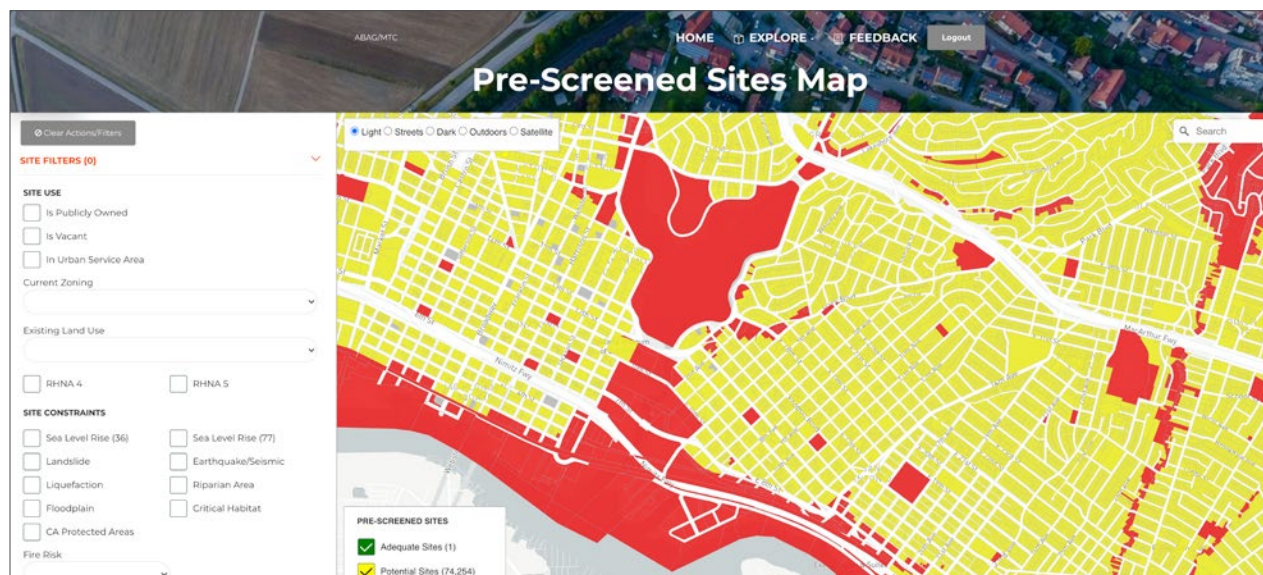 ABAG/MTC
HOME EXPLORE FEEDBACK Logout
Pre-Screened Sites Map
Clear Actions/Filters
SITE FILTERS (0)
SITE USE
Is Publicly Owned
Is Vacant
In Urban Service Area
Current Zoning
Existing Land Use
RHNA 4 RHNA 5
SITE CONSTRAINTS
Sea Level Rise (36) Sea Level Rise (77)
Landslide Earthquake/Seismic
Liquefaction Riparian Area
Floodplain Critical Habitat
CA Protected Areas
Fire Risk
Light Streets Dark Outdoors Satellite
Search
Market St
Park Blvd
MacArthur Fwy
Nimitz Fwy
PRE-SCREENED SITES
Adequate Sites (1)
Potential Sites (74,254)